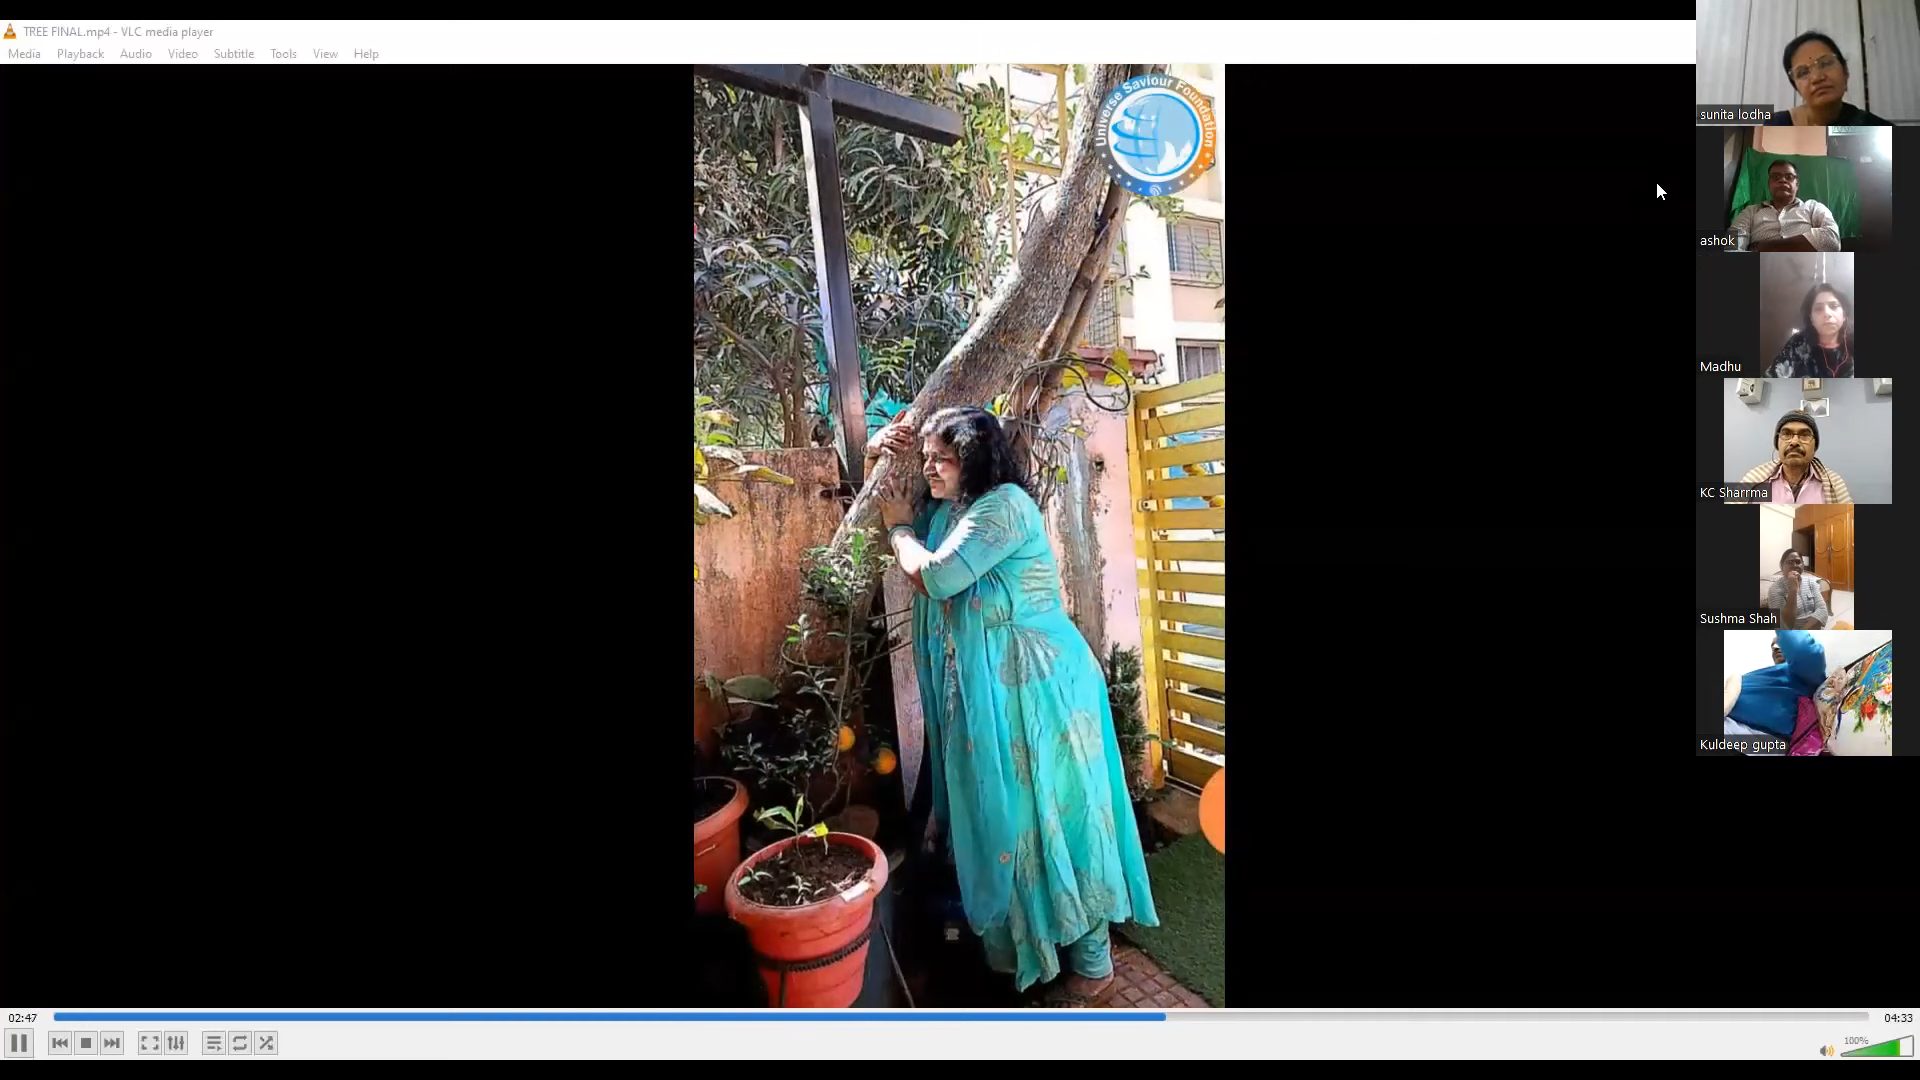 TREE FINAL.mp4 - VLC media player
Media Playback Audio Video Subtitle Tools View Help
Universe Saviour Foundation
sunita lodha
ashok
Madhu
KC Sharrma
Sushma Shah
Kuldeep gupta
02:47
04:33
100%